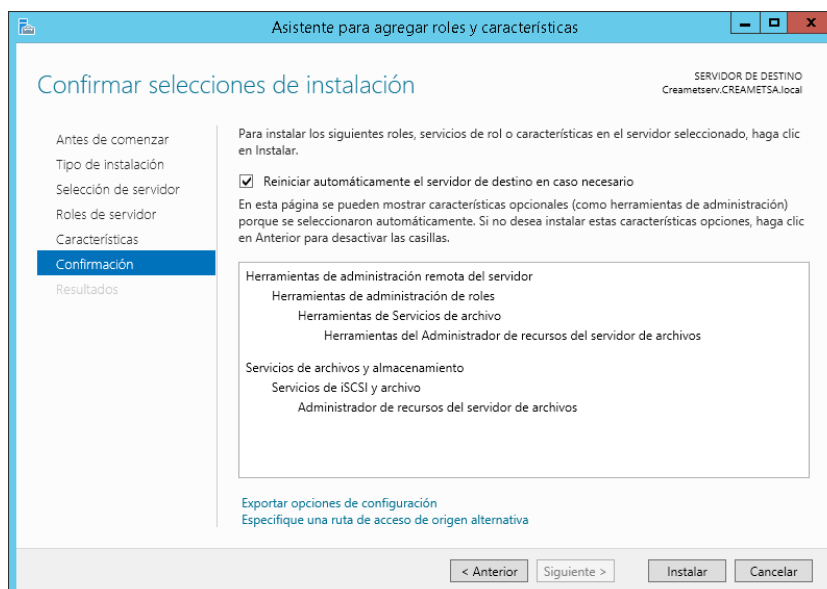 Asistente para agregar roles y características
Confirmar selecciones de instalación
SERVIDOR DE DESTINO
Creametserv.CREAMETSA.local
Antes de comenzar
Tipo de instalación
Selección de servidor
Roles de servidor
Características
Confirmación
Resultados
Para instalar los siguientes roles, servicios de rol o características en el servidor seleccionado, haga clic
en Instalar.
Reiniciar automáticamente el servidor de destino en caso necesario
En esta página se pueden mostrar características opcionales (como herramientas de administración)
porque se seleccionaron automáticamente. Si no desea instalar estas características opciones, haga clic
en Anterior para desactivar las casillas.
Herramientas de administración remota del servidor
Herramientas de administración de roles
Herramientas de Servicios de archivo
Herramientas del Administrador de recursos del servidor de archivos
Servicios de archivos y almacenamiento
Servicios de iSCSI y archivo
Administrador de recursos del servidor de archivos
Exportar opciones de configuración
Especifique una ruta de acceso de origen alternativa
< Anterior
Siguiente >
Instalar
Cancelar